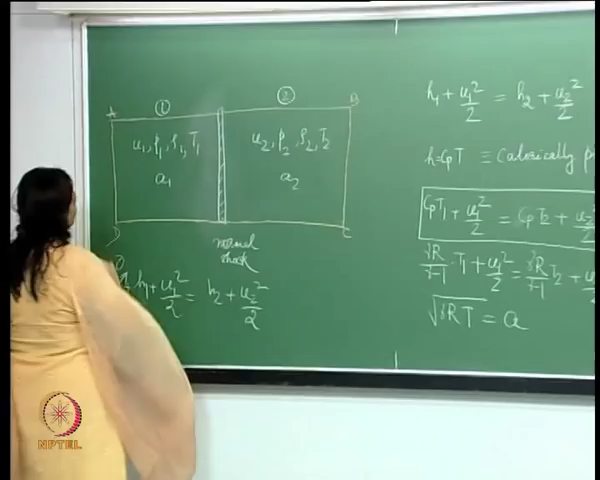 ① ②
A B
u₁, p₁, ρ₁, T₁ u₂, p₂, ρ₂, T₂
a₁ a₂
D C
normal
shock
h₁ + u₁²/2 = h₂ + u₂²/2
h₁ + u₁²/2 = h₂ + u₂²/2
h = CpT ≡ Calorically
CpT₁ + u₁²/2 = CpT₂ + u₂²/2
γR/γ-1 · T₁ + u₁²/2 = γR/γ-1 T₂ +
√γRT = a
NPTEL